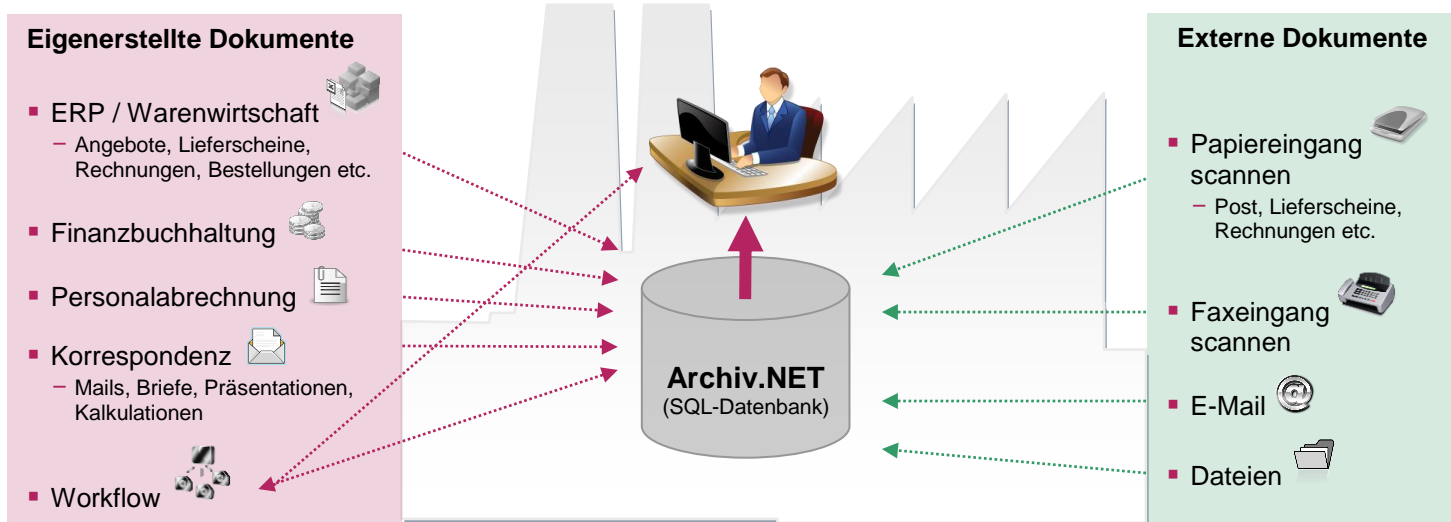 Eigenerstellte Dokumente
▪ ERP / Warenwirtschaft
– Angebote, Lieferscheine,
Rechnungen, Bestellungen etc.
▪ Finanzbuchhaltung
▪ Personalabrechnung
▪ Korrespondenz
– Mails, Briefe, Präsentationen,
Kalkulationen
▪ Workflow
Archiv.NET
(SQL-Datenbank)
Externe Dokumente
▪ Papiereingang
scannen
– Post, Lieferscheine,
Rechnungen etc.
▪ Faxeingang
scannen
▪ E-Mail
▪ Dateien